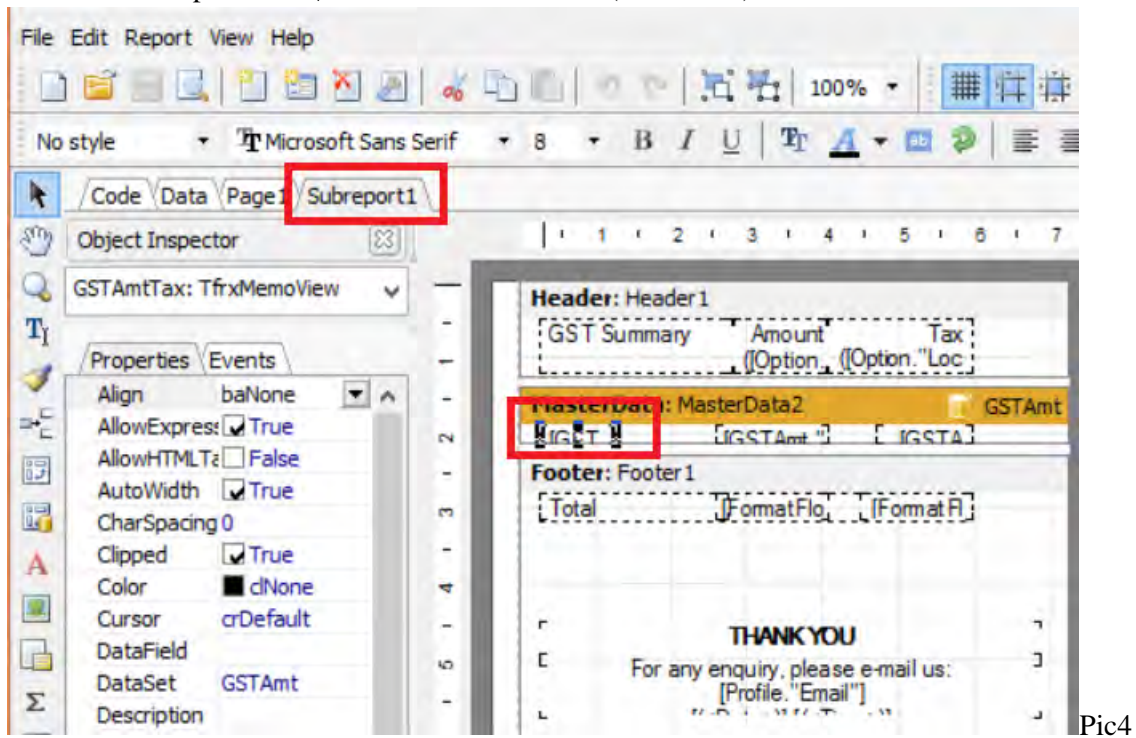 File Edit Report View Help
100%
No style Microsoft Sans Serif 8 B I U
Code Data Page1 Subreport1
Object Inspector
1 2 3 4 5 6 7
GSTAmtTax: TfrxMemoView
Header: Header1
GST Summary Amount Tax
([Option. ([Option."Loc
Properties Events
Align baNone
MasterData: MasterData2 GSTAmt
AllowExpres: True
[GSTAmt." [GSTA
AllowHTMLTa False
Footer: Footer1
AutoWidth True
Total [FormatFlo [FormatFl
CharSpacing 0
Clipped True
Color clNone
Cursor crDefault
THANK YOU
DataField
For any enquiry, please e-mail us:
DataSet GSTAmt
[Profile."Email"]
Description
Pic4